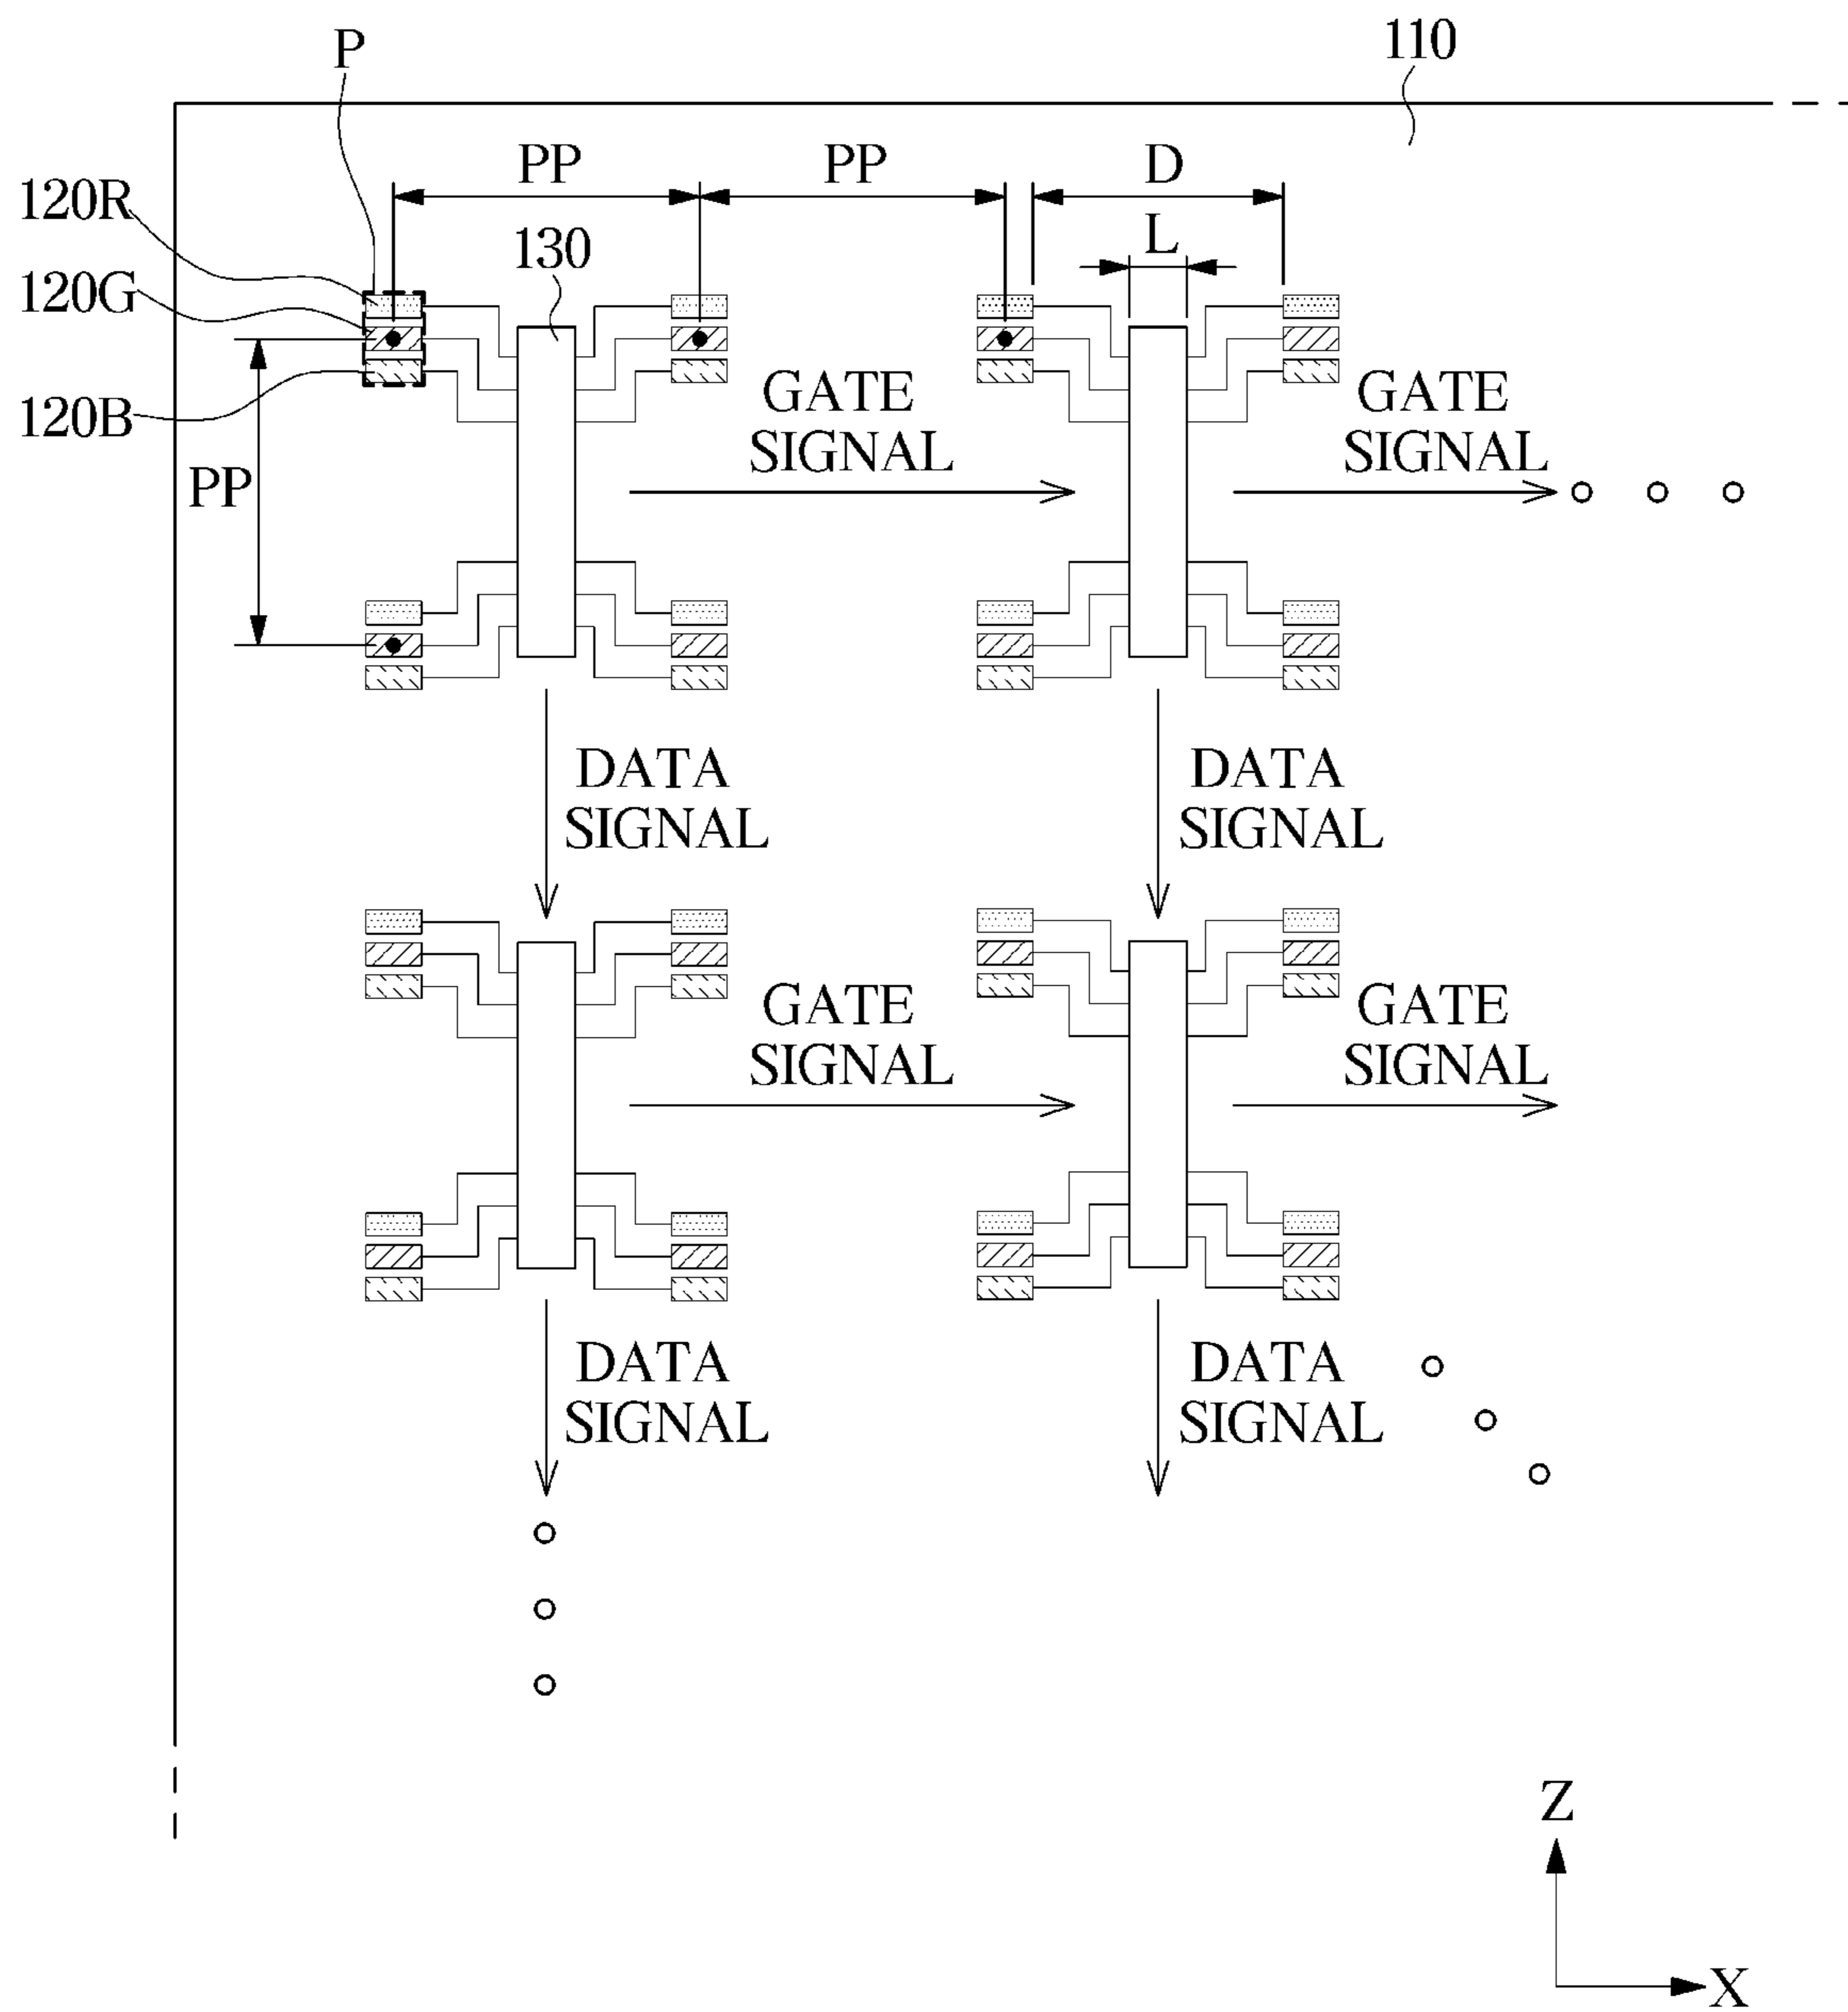 P
110
PP
PP
D
120R
L
130
120G
120B
GATE
SIGNAL
GATE
SIGNAL
PP
DATA
SIGNAL
DATA
SIGNAL
GATE
SIGNAL
GATE
SIGNAL
DATA
SIGNAL
DATA
SIGNAL
Z
X